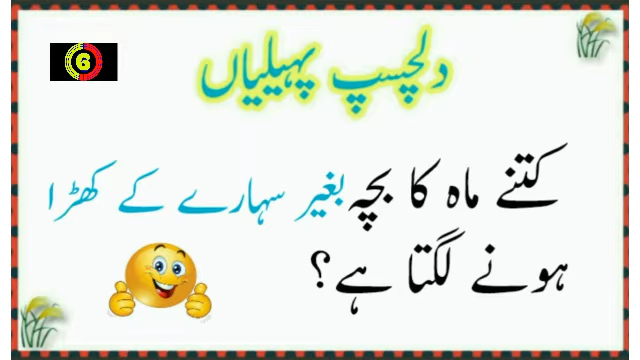 6
دلچسپ پہیلیاں
کتنے ماہ کا بچہ بغیر سہارے کے کھڑا
ہونے لگتا ہے؟